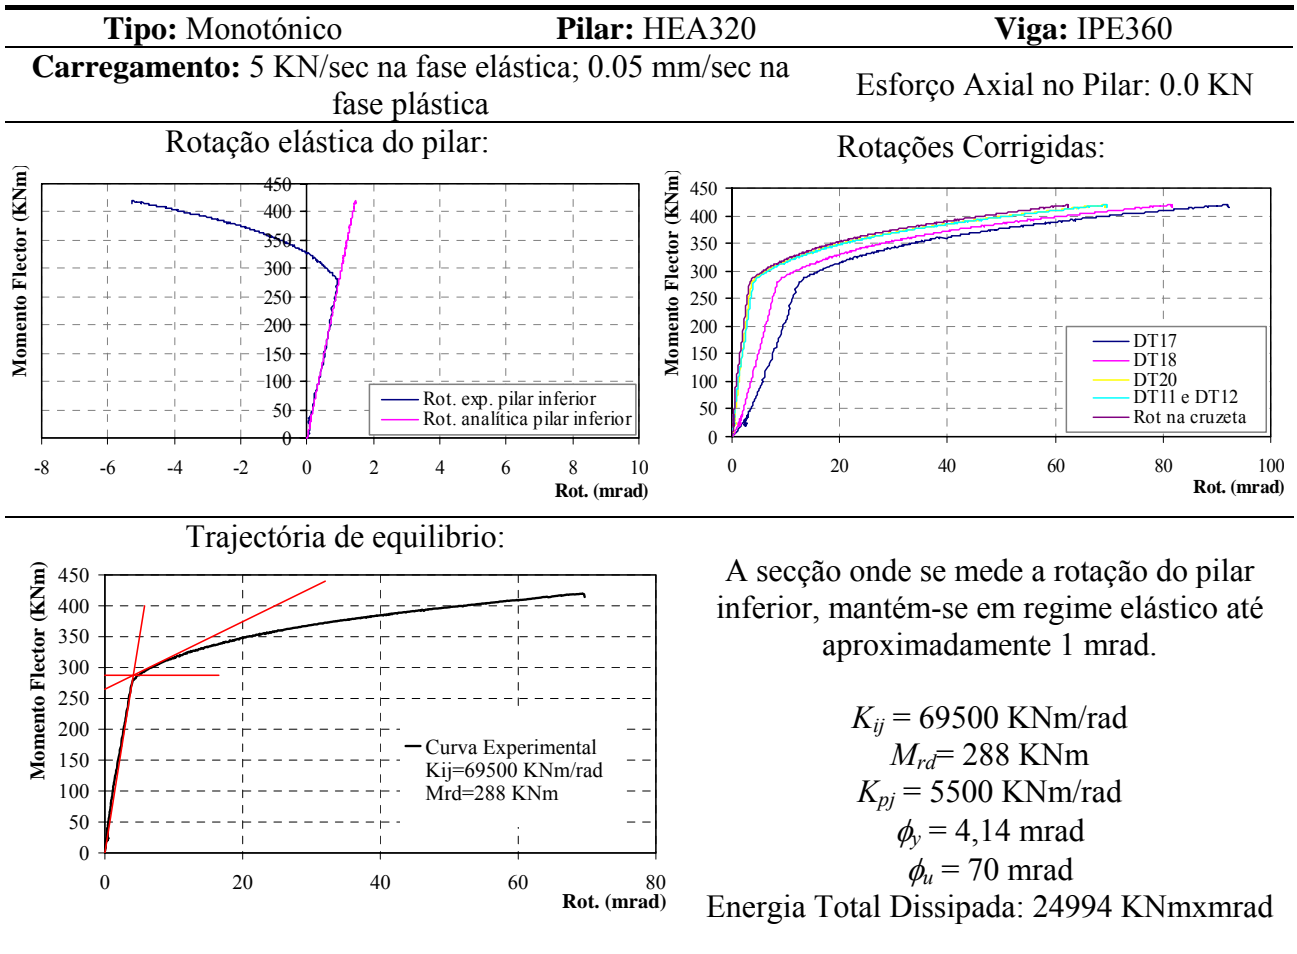 Tipo: Monotónico Pilar: HEA320 Viga: IPE360
Carregamento: 5 KN/sec na fase elástica; 0.05 mm/sec na
fase plástica
Esforço Axial no Pilar: 0.0 KN
Rotação elástica do pilar:
Momento Flector (KNm)
450
400
350
300
250
200
150
100
50
0
-8 -6 -4 -2 0 2 4 6 8 10
Rot. (mrad)
Rot. exp. pilar inferior
Rot. analítica pilar inferior
Rotações Corrigidas:
Momento Flector (KNm)
450
400
350
300
250
200
150
100
50
0
0 20 40 60 80 100
Rot. (mrad)
DT17
DT18
DT20
DT11 e DT12
Rot na cruzeta
Trajectória de equilibrio:
Momento Flector (KNm)
450
400
350
300
250
200
150
100
50
0
0 20 40 60 80
Rot. (mrad)
Curva Experimental
Kij=69500 KNm/rad
Mrd=288 KNm
A secção onde se mede a rotação do pilar
inferior, mantém-se em regime elástico até
aproximadamente 1 mrad.
Kij = 69500 KNm/rad
Mrd= 288 KNm
Kpj = 5500 KNm/rad
ϕy = 4,14 mrad
ϕu = 70 mrad
Energia Total Dissipada: 24994 KNmxmrad